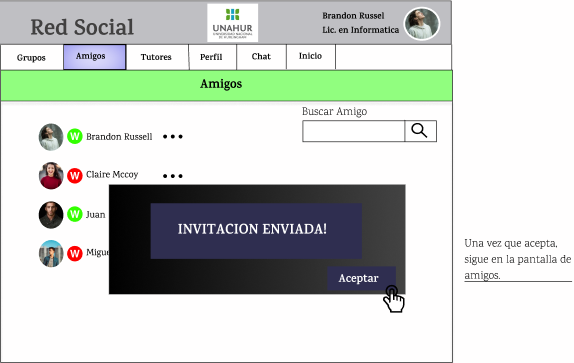 Red Social
UNAHUR
UNIVERSIDAD NACIONAL
DE HURLINGHAM
Brandon Russel
Lic. en Informatica
Grupos
Amigos
Tutores
Perfil
Chat
Inicio
Amigos
Buscar Amigo
W Brandon Russell
W Claire Mccoy
W Juan
W Migue
INVITACION ENVIADA!
Aceptar
Una vez que acepta,
sigue en la pantalla de
amigos.